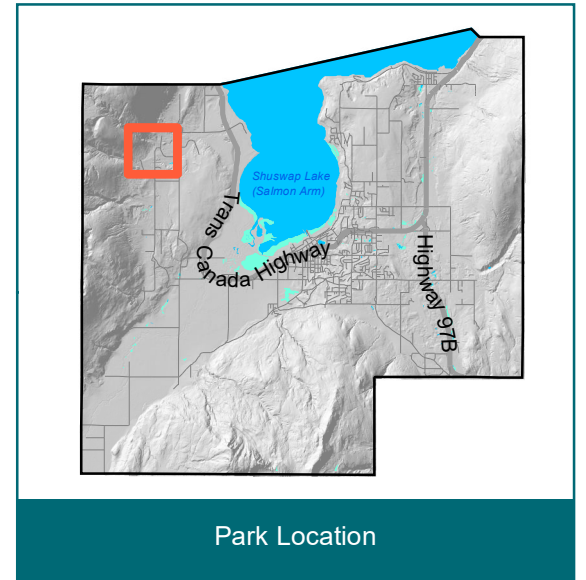 Shuswap Lake
(Salmon Arm)
Trans Canada Highway
Highway 97B
Park Location